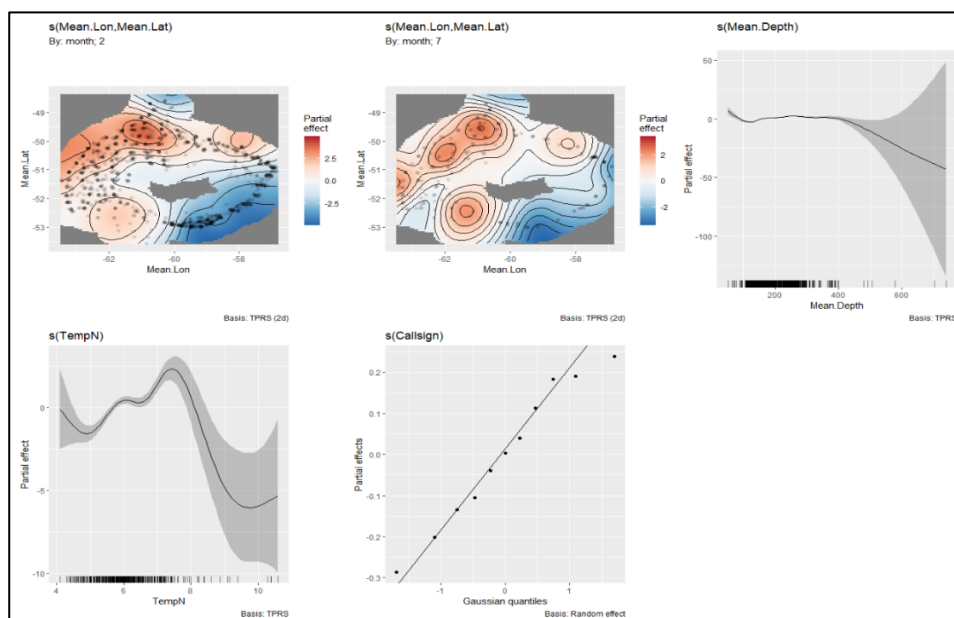 s(Mean.Lon,Mean.Lat)
By: month; 2
-49
-50
-51
-52
-53
Mean.Lat
-62
-60
-58
Mean.Lon
Partial
effect
2.5
0.0
-2.5
Basis: TPRS (2d)
s(Mean.Lon,Mean.Lat)
By: month; 7
-49
-50
-51
-52
-53
Mean.Lat
-62
-60
-58
Mean.Lon
Partial
effect
2
0
-2
Basis: TPRS (2d)
s(Mean.Depth)
50
0
-50
-100
Partial effect
200
400
600
Mean.Depth
Basis: TPRS
s(TempN)
0
-5
-10
Partial effect
4
6
8
10
TempN
Basis: TPRS
s(Callsign)
0.2
0.1
0.0
-0.1
-0.2
-0.3
Partial effects
-1
0
1
Gaussian quantiles
Basis: Random effect